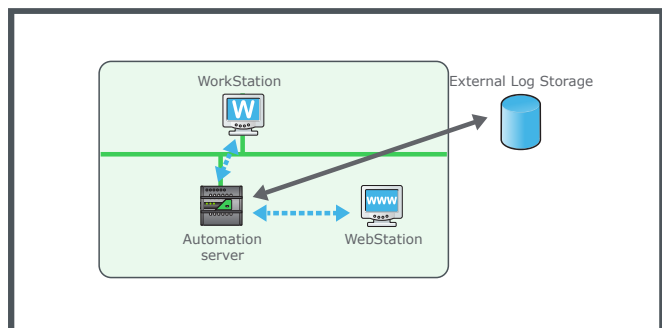 WorkStation
External Log Storage
W
www
Automation
server
WebStation